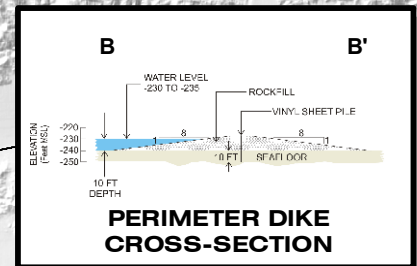 B B'
WATER LEVEL
-230 TO -235
ROCKFILL
VINYL SHEET PILE
ELEVATION
(Feet MSL)
-220
-230
-240
-250
8
1
8
1
10 FT
SEAFLOOR
10 FT
DEPTH
PERIMETER DIKE
CROSS-SECTION